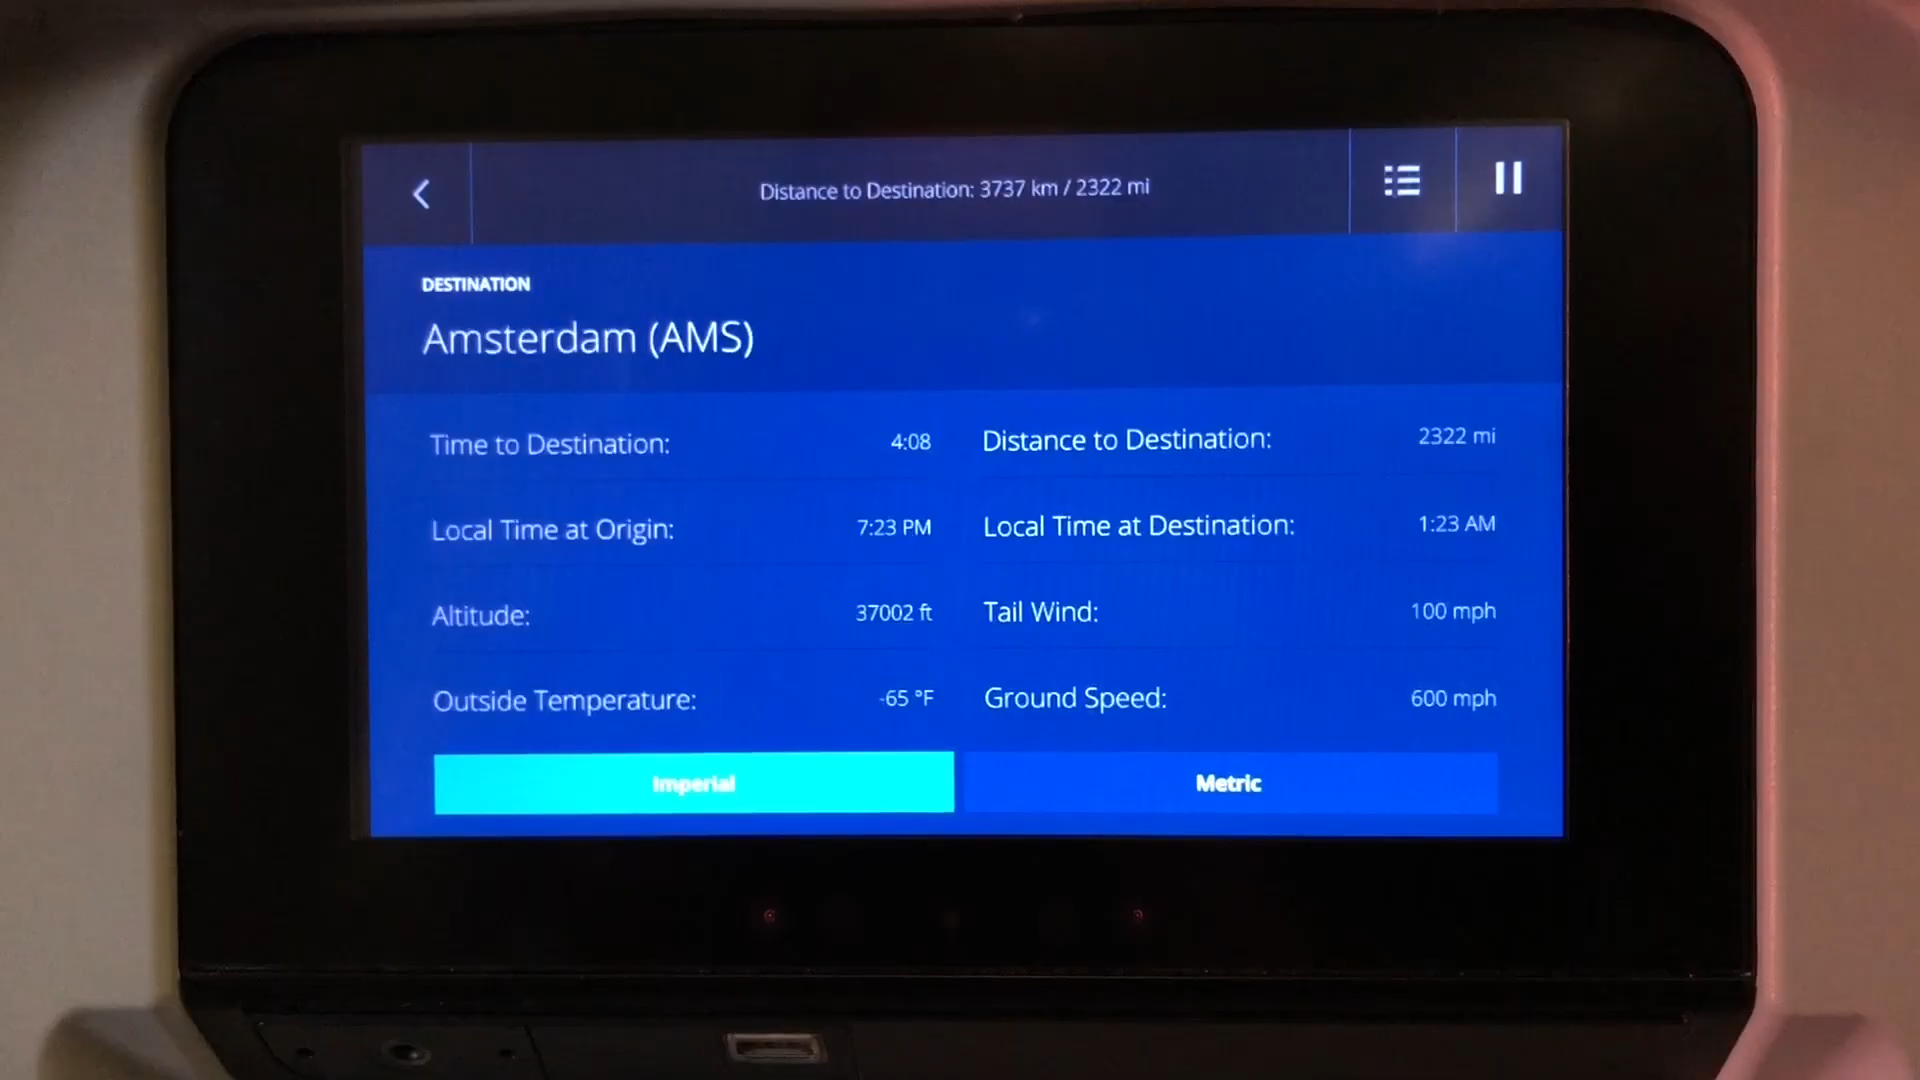 Distance to Destination: 3737 km / 2322 mi
DESTINATION
Amsterdam (AMS)
Time to Destination: 4:08
Distance to Destination: 2322 mi
Local Time at Origin: 7:23 PM
Local Time at Destination: 1:23 AM
Altitude: 37002 ft
Tail Wind: 100 mph
Outside Temperature: -65 °F
Ground Speed: 600 mph
Imperial
Metric